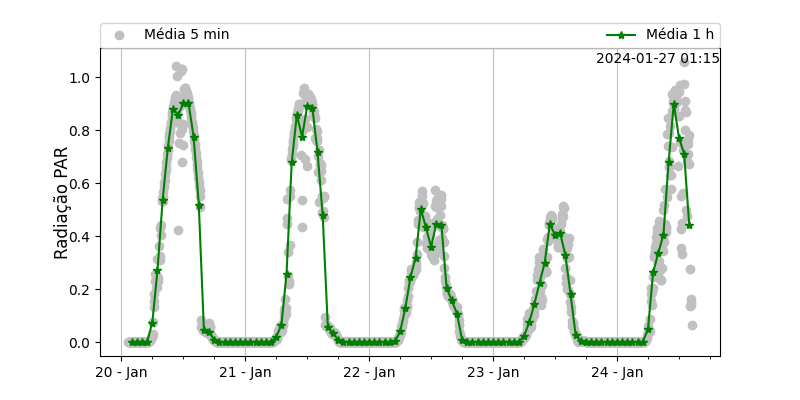 Média 5 min
Média 1 h
2024-01-27 01:15
Radiação PAR
1.0
0.8
0.6
0.4
0.2
0.0
20 - Jan
21 - Jan
22 - Jan
23 - Jan
24 - Jan